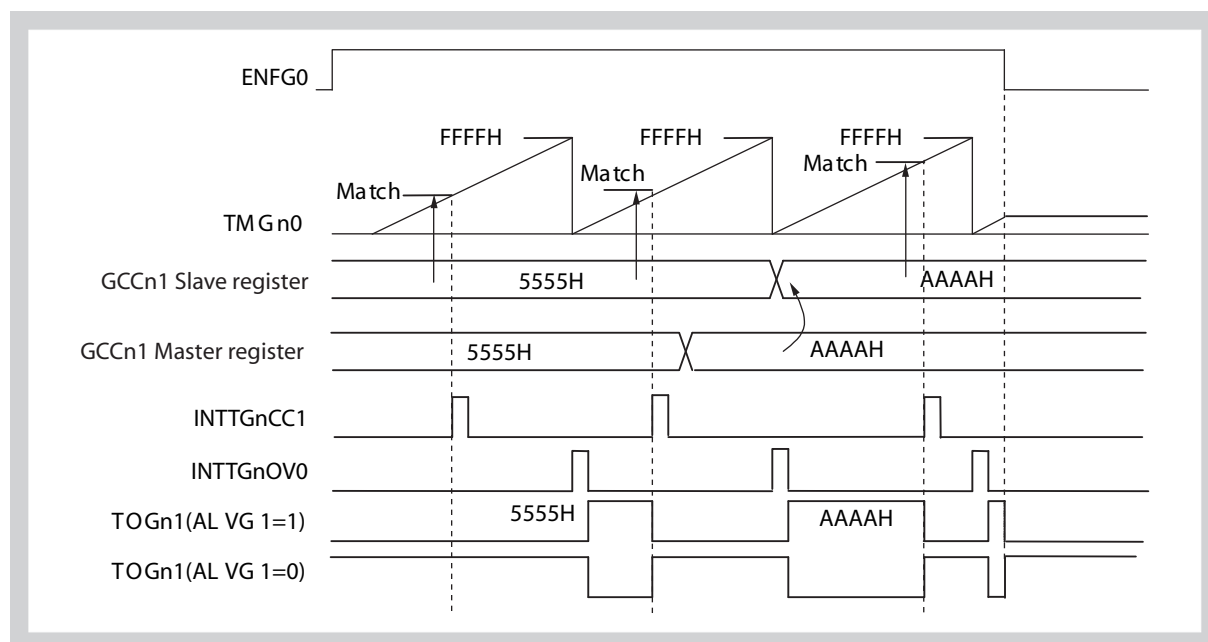 ENFG0
FFFFH FFFFH FFFFH
Match Match Match
TMGn0
GCCn1 Slave register 5555H AAAAH
GCCn1 Master register 5555H AAAAH
INTTGnCC1
INTTGnOV0
TOGn1(ALVG1=1) 5555H AAAAH
TOGn1(ALVG1=0)